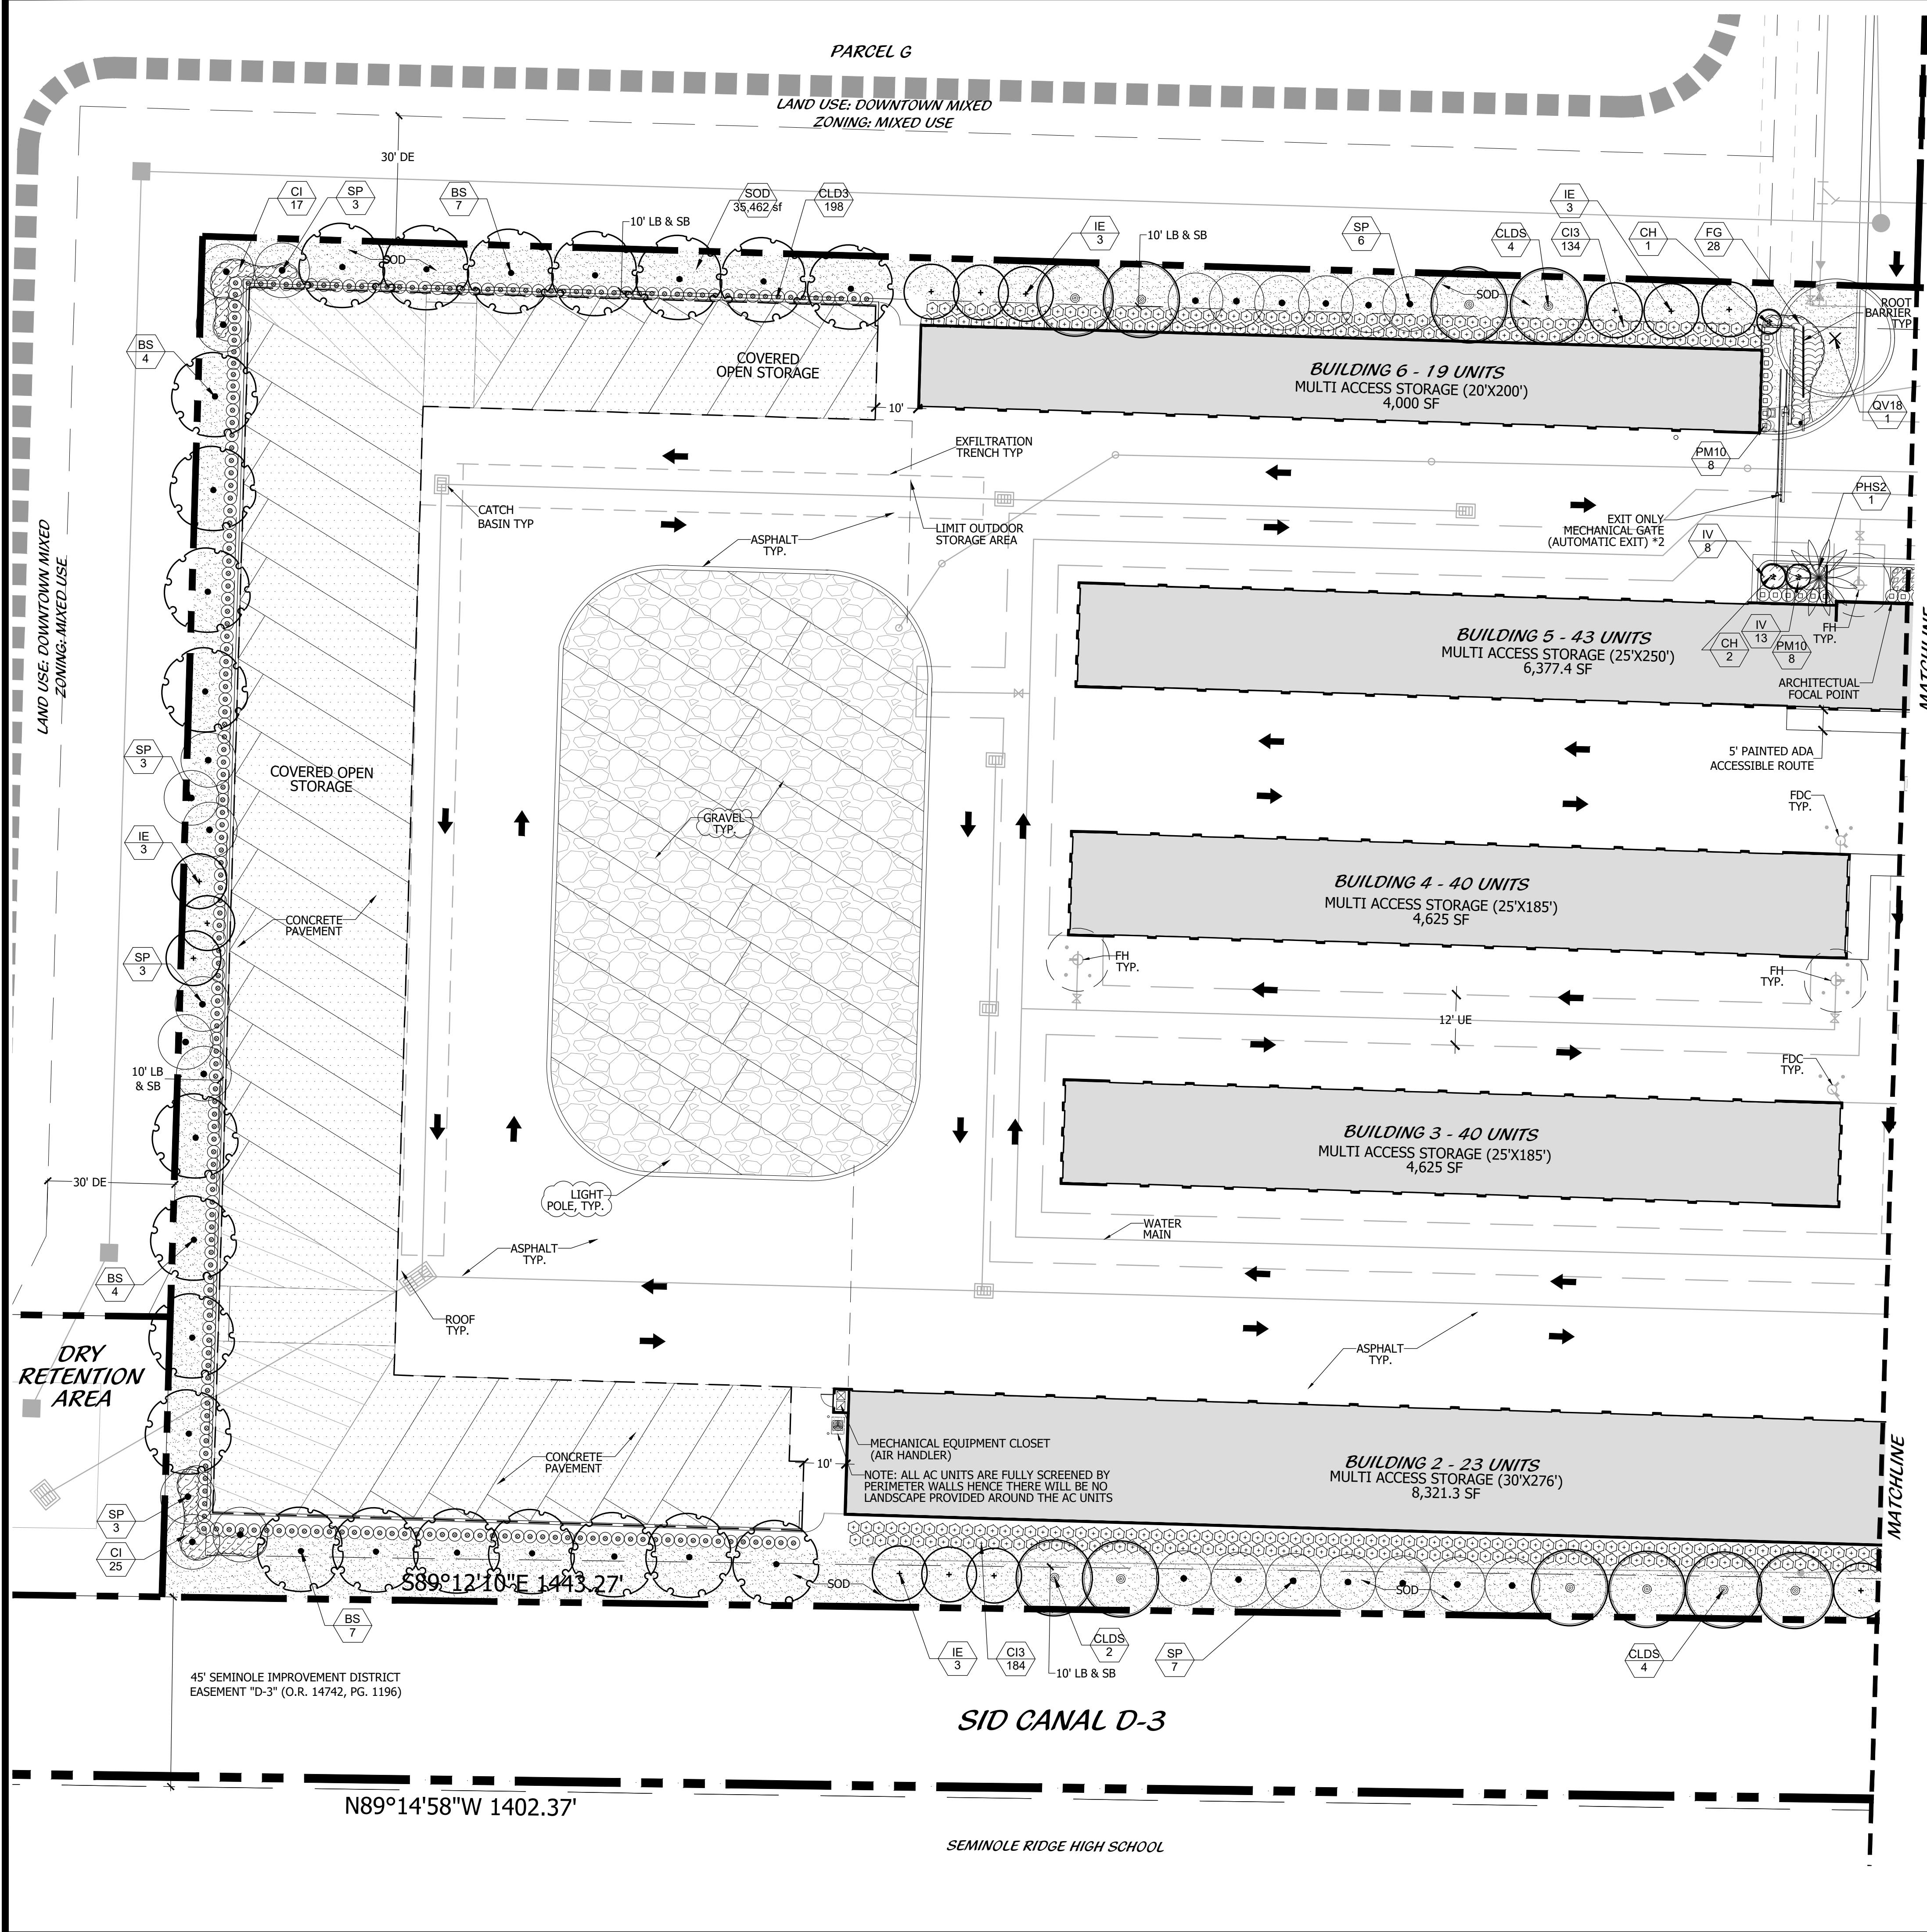 PARCEL G
LAND USE: DOWNTOWN MIXED
ZONING: MIXED USE
30' DE
CI
17
SP
3
BS
7
SOD
35,462 sf
CLD3
198
10' LB & SB
IE
3
10' LB & SB
SP
6
CLDS
4
IE
3
CI3
134
CH
1
FG
28
SOD
SOD
ROOT
BARRIER
TYP
BS
4
COVERED
OPEN STORAGE
BUILDING 6 - 19 UNITS
MULTI ACCESS STORAGE (20'X200')
4,000 SF
10'
QV18
1
EXFILTRATION
TRENCH TYP
PM10
8
CATCH
BASIN TYP
LIMIT OUTDOOR
STORAGE AREA
PHS2
1
EXIT ONLY
MECHANICAL GATE
(AUTOMATIC EXIT) *2
IV
8
ASPHALT
TYP.
LAND USE: DOWNTOWN MIXED
ZONING: MIXED USE
BUILDING 5 - 43 UNITS
MULTI ACCESS STORAGE (25'X250')
6,377.4 SF
CH
2
IV
13
PM10
8
FH
TYP.
MATCHLINE
ARCHITECTUAL
FOCAL POINT
5' PAINTED ADA
ACCESSIBLE ROUTE
SP
3
COVERED OPEN
STORAGE
FDC
TYP.
GRAVEL
TYP.
IE
3
BUILDING 4 - 40 UNITS
MULTI ACCESS STORAGE (25'X185')
4,625 SF
CONCRETE
PAVEMENT
SP
3
FH
TYP.
FH
TYP.
12' UE
10' LB
& SB
FDC
TYP.
BUILDING 3 - 40 UNITS
MULTI ACCESS STORAGE (25'X185')
4,625 SF
30' DE
LIGHT
POLE, TYP.
WATER
MAIN
ASPHALT
TYP.
BS
4
ROOF
TYP.
DRY
RETENTION
AREA
ASPHALT
TYP.
MECHANICAL EQUIPMENT CLOSET
(AIR HANDLER)
NOTE: ALL AC UNITS ARE FULLY SCREENED BY
PERIMETER WALLS HENCE THERE WILL BE NO
LANDSCAPE PROVIDED AROUND THE AC UNITS
10'
CONCRETE
PAVEMENT
BUILDING 2 - 23 UNITS
MULTI ACCESS STORAGE (30'X276')
8,321.3 SF
MATCHLINE
SP
3
CI
25
S89°12'10"E 1443.27'
SOD
SOD
BS
7
IE
3
CI3
184
CLDS
2
10' LB & SB
SP
7
CLDS
4
45' SEMINOLE IMPROVEMENT DISTRICT
EASEMENT "D-3" (O.R. 14742, PG. 1196)
SID CANAL D-3
N89°14'58"W 1402.37'
SEMINOLE RIDGE HIGH SCHOOL